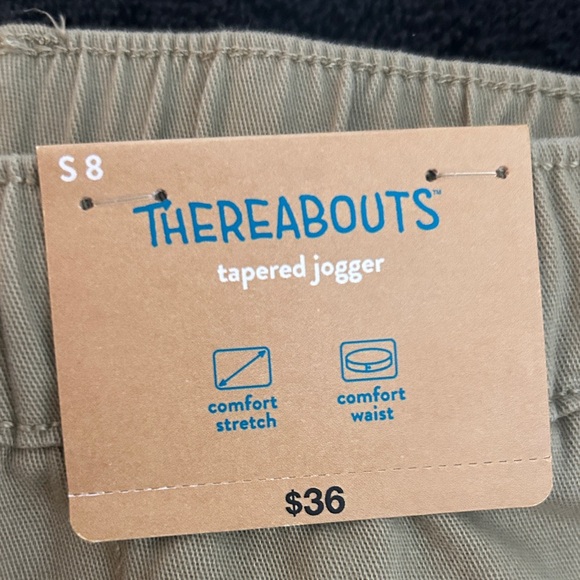 S 8
THEREABOUTS™
tapered jogger
comfort stretch
comfort waist
$36